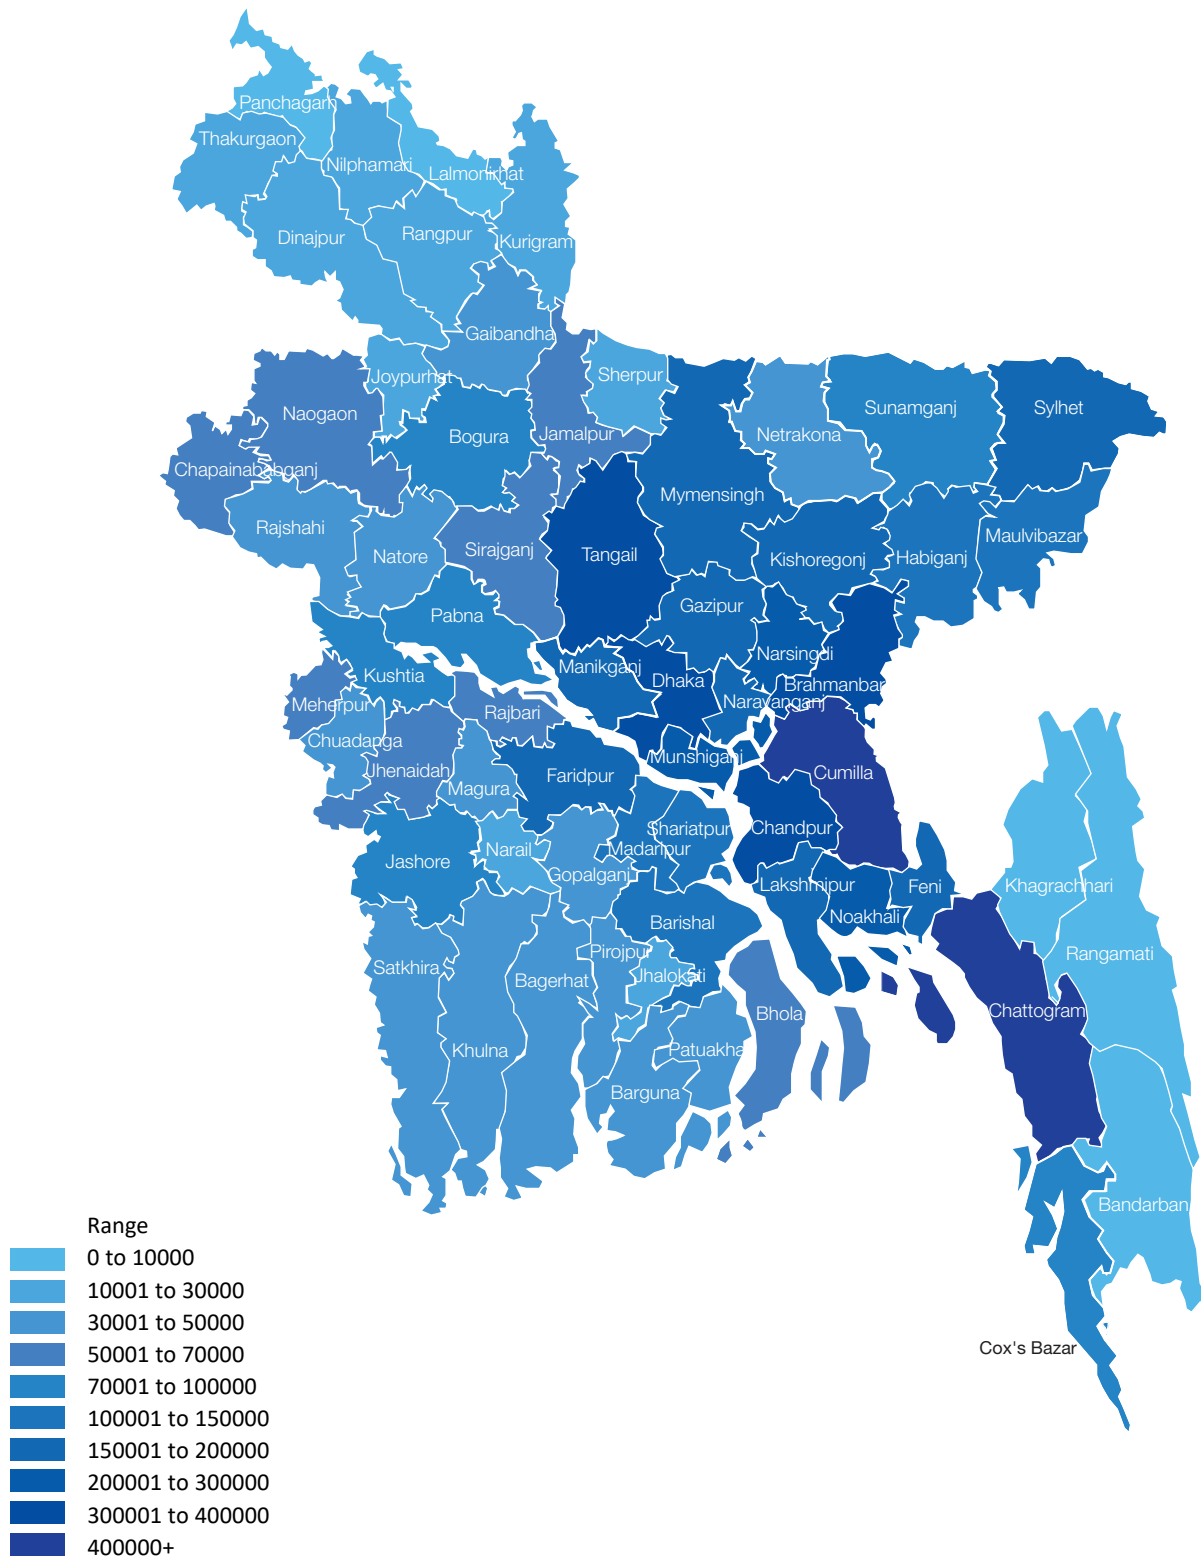 Panchagarh
Thakurgaon
Nilphamari
Lalmonirhat
Dinajpur
Rangpur
Kurigram
Gaibandha
Joypurhat
Sherpur
Naogaon
Bogura
Jamalpur
Netrakona
Sunamganj
Sylhet
Chapainababganj
Rajshahi
Natore
Sirajganj
Tangail
Mymensingh
Kishoregonj
Habiganj
Maulvibazar
Pabna
Gazipur
Kushtia
Manikganj
Dhaka
Narsingdi
Brahmanbar
Meherpur
Rajbari
Narayanganj
Chuadanga
Jhenaidah
Magura
Faridpur
Munshiganj
Cumilla
Jashore
Narail
Gopalganj
Madaripur
Shariatpur
Chandpur
Lakshmipur
Noakhali
Feni
Khagrachhari
Barishal
Satkhira
Bagerhat
Pirojpur
Jhalokati
Rangamati
Khulna
Bhola
Chattogram
Patuakha
Barguna
Bandarban
Cox's Bazar
Range
0 to 10000
10001 to 30000
30001 to 50000
50001 to 70000
70001 to 100000
100001 to 150000
150001 to 200000
200001 to 300000
300001 to 400000
400000+